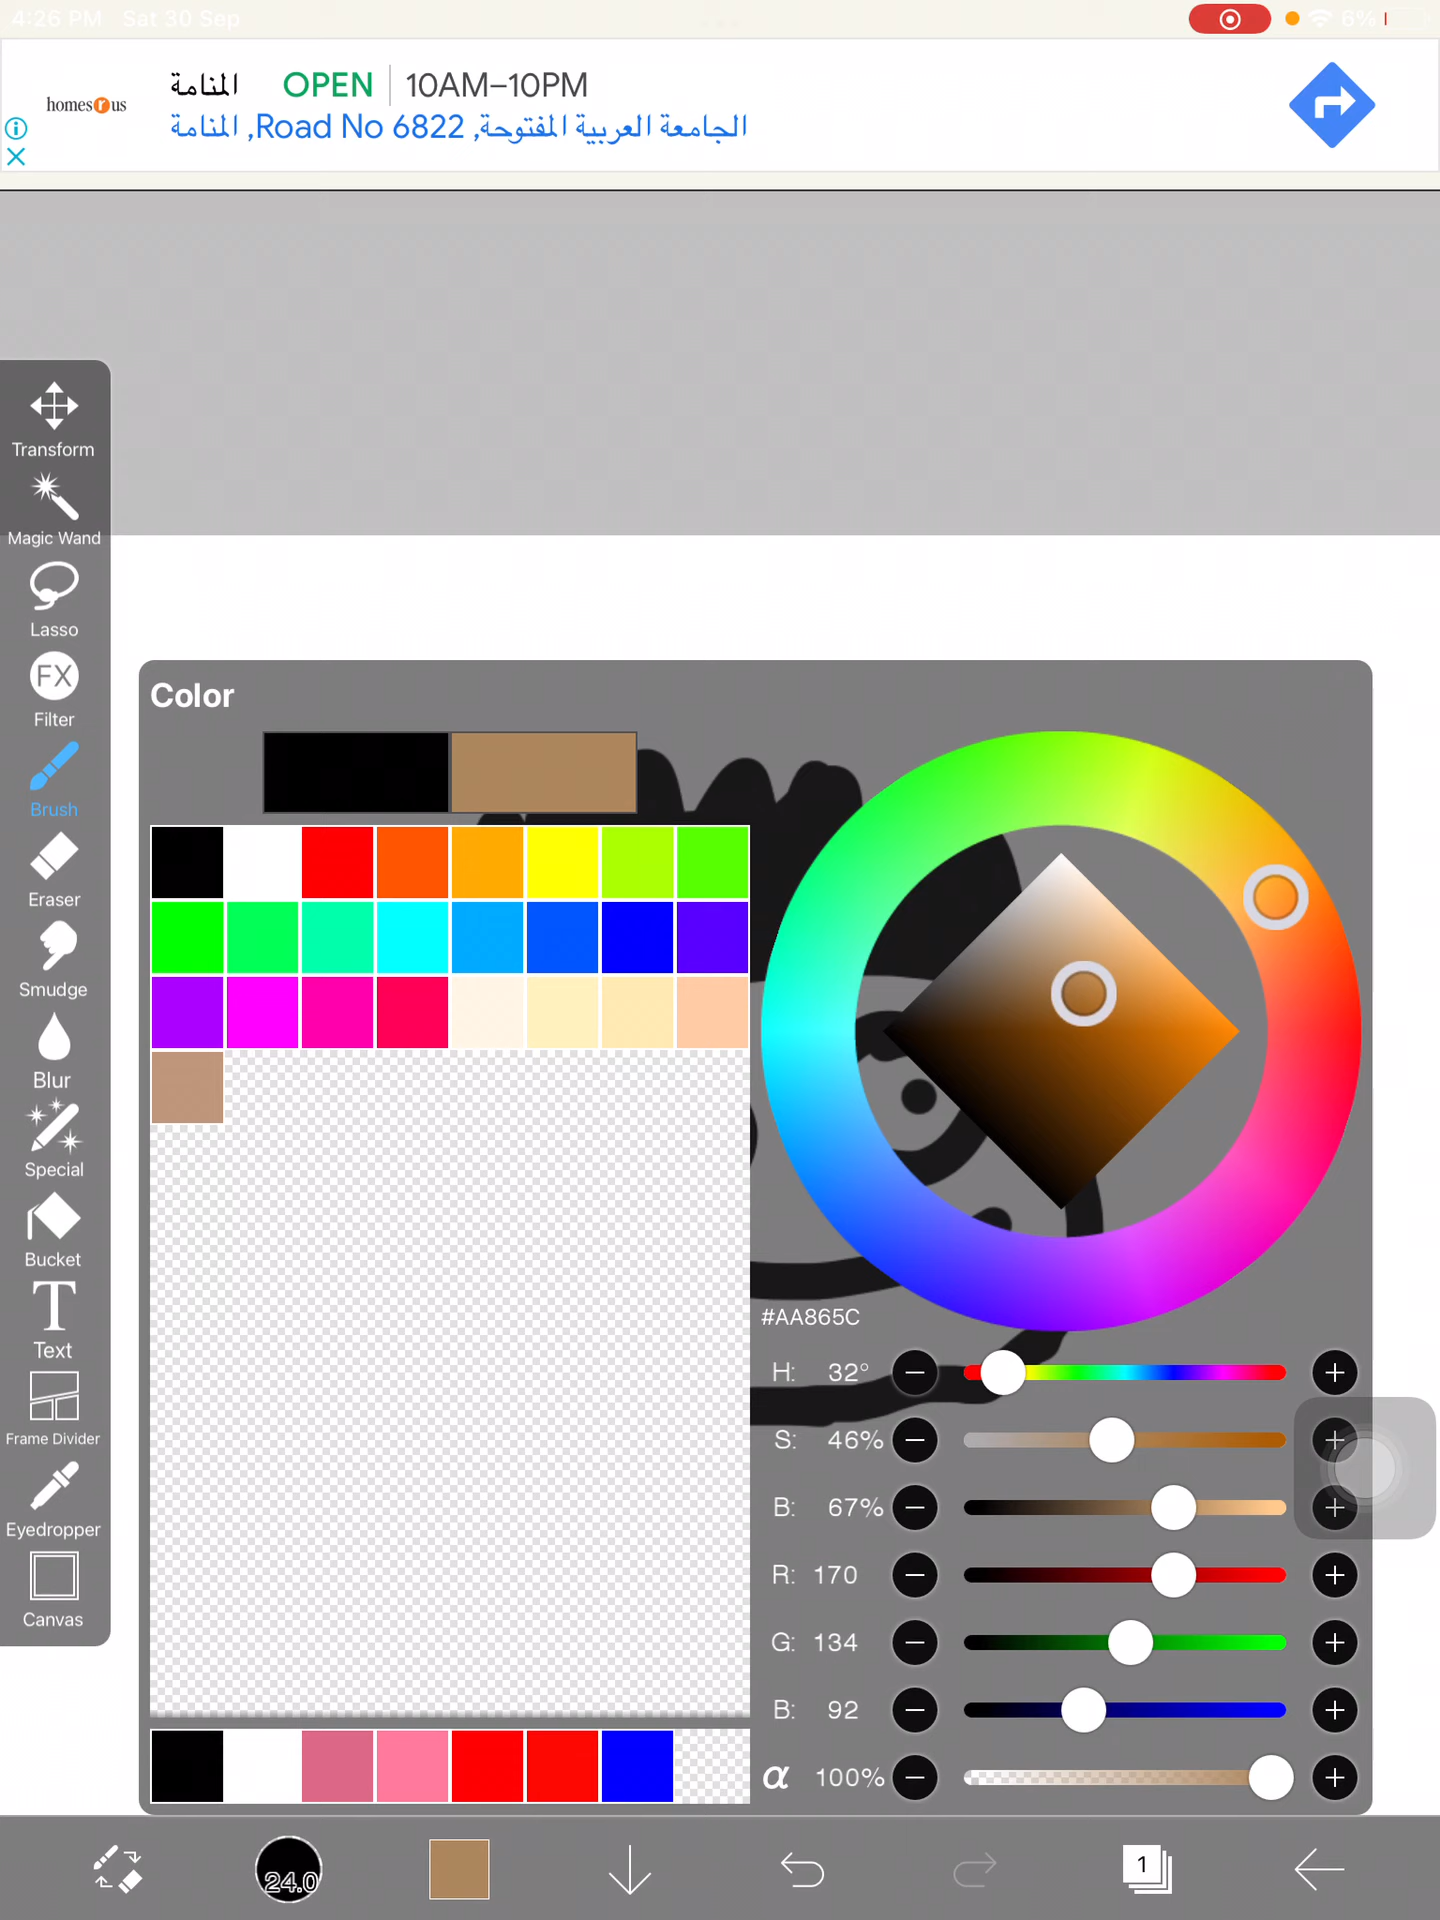 4:26 PM Sat 30 Sep
6%
homesrus
المنامة OPEN 10AM–10PM
الجامعة العربية المفتوحة, Road No 6822, المنامة
Transform
Magic Wand
Lasso
FX
Filter
Brush
Eraser
Smudge
Blur
Special
Bucket
T
Text
Frame Divider
Eyedropper
Canvas
Color
#AA865C
H: 32°
S: 46%
B: 67%
R: 170
G: 134
B: 92
α 100%
24.0
1